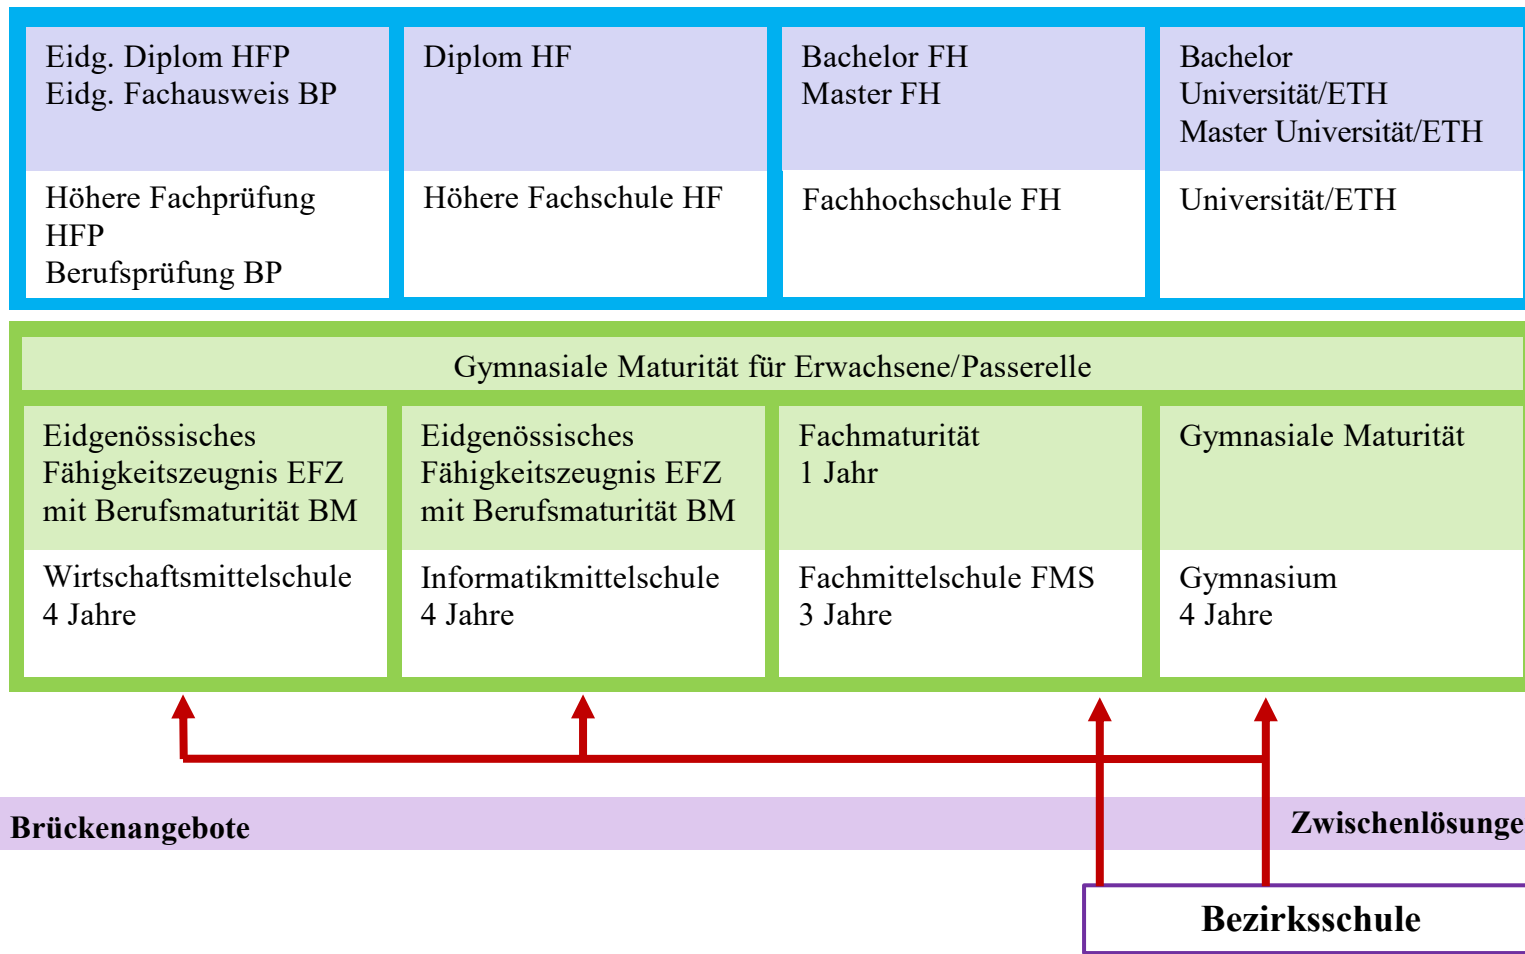 Eidg. Diplom HFP
Eidg. Fachausweis BP
Diplom HF
Bachelor FH
Master FH
Bachelor
Universität/ETH
Master Universität/ETH
Höhere Fachprüfung
HFP
Berufsprüfung BP
Höhere Fachschule HF
Fachhochschule FH
Universität/ETH
Gymnasiale Maturität für Erwachsene/Passerelle
Eidgenössisches
Fähigkeitszeugnis EFZ
mit Berufsmaturität BM
Eidgenössisches
Fähigkeitszeugnis EFZ
mit Berufsmaturität BM
Fachmaturität
1 Jahr
Gymnasiale Maturität
Wirtschaftsmittelschule
4 Jahre
Informatikmittelschule
4 Jahre
Fachmittelschule FMS
3 Jahre
Gymnasium
4 Jahre
Brückenangebote
Zwischenlösunge
Bezirksschule